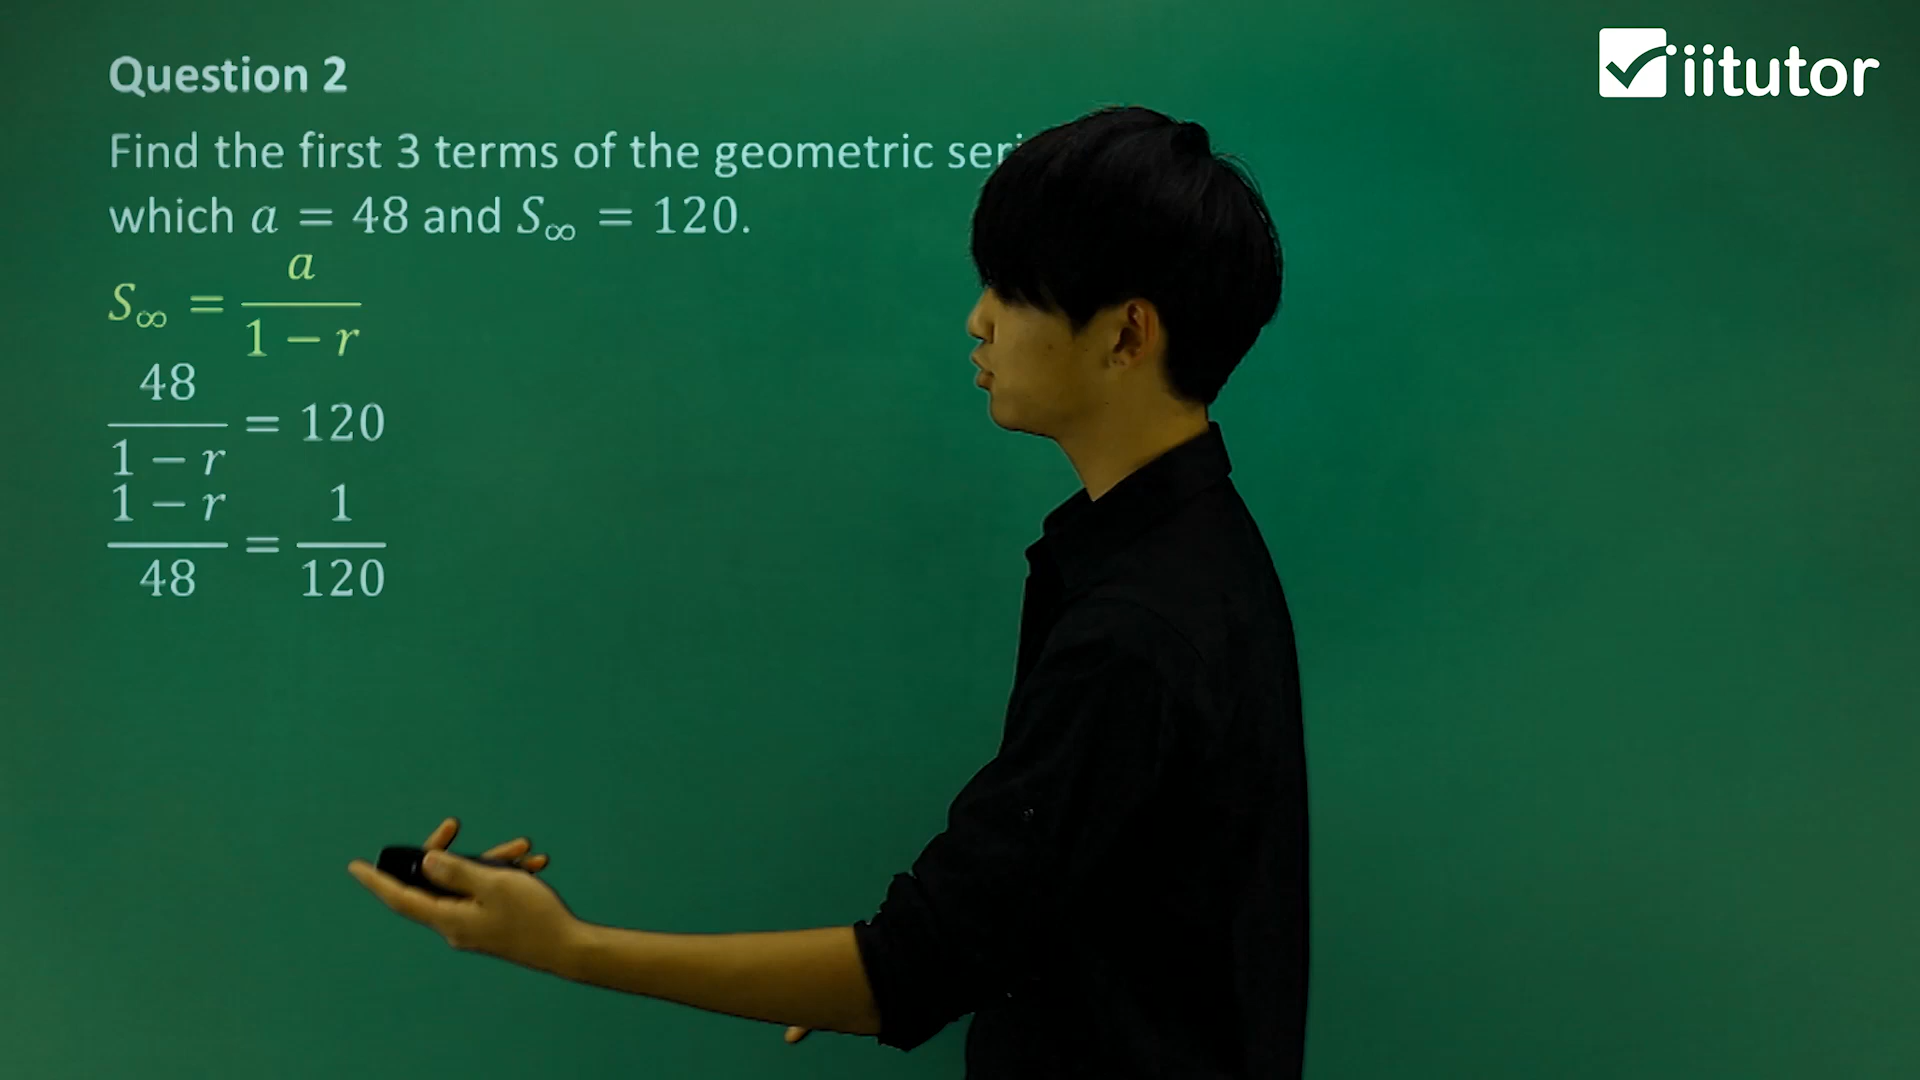 iitutor
Question 2
Find the first 3 terms of the geometric
which a = 48 and S∞ = 120.
S∞ = a/(1 − r)
48/(1 − r) = 120
(1 − r)/48 = 1/120